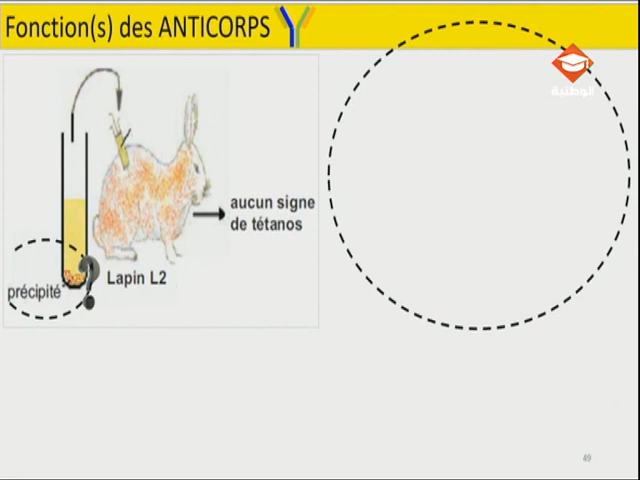 Fonction(s) des ANTICORPS
الوطنية
aucun signe
de tétanos
Lapin L2
précipité
?
49